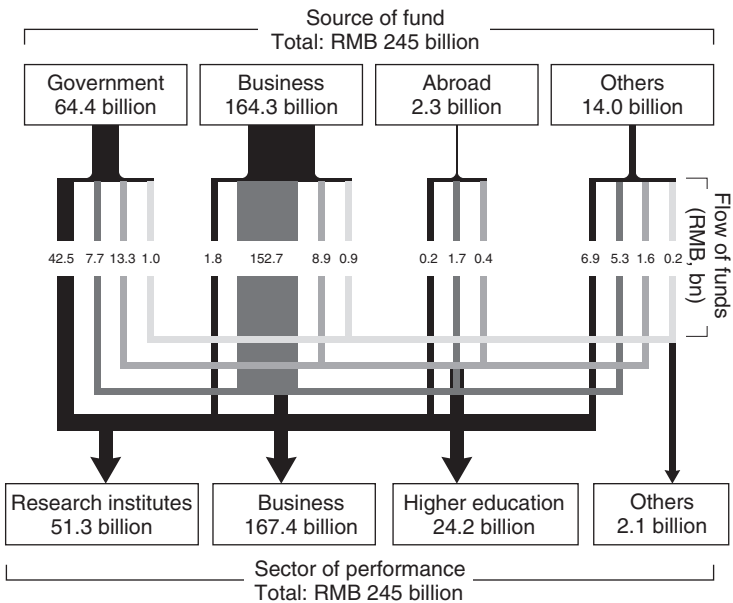 Source of fund
Total: RMB 245 billion
Government
64.4 billion
Business
164.3 billion
Abroad
2.3 billion
Others
14.0 billion
42.5 7.7 13.3 1.0
1.8 152.7 8.9 0.9
0.2 1.7 0.4
6.9 5.3 1.6 0.2
Flow of funds
(RMB, bn)
Research institutes
51.3 billion
Business
167.4 billion
Higher education
24.2 billion
Others
2.1 billion
Sector of performance
Total: RMB 245 billion